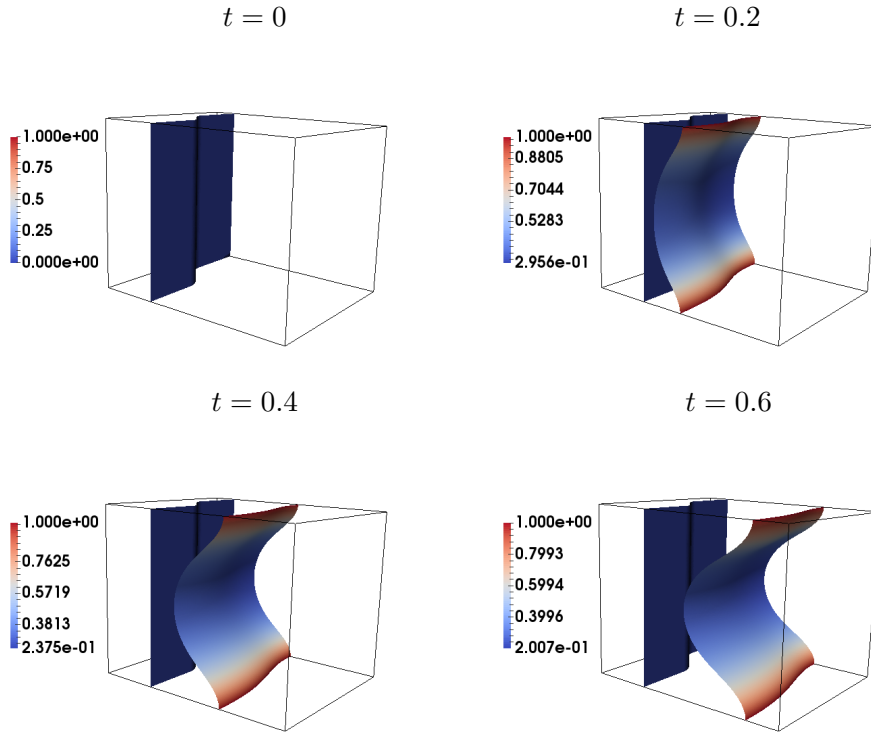 t = 0
1.000e+00
0.75
0.5
0.25
0.000e+00
t = 0.2
1.000e+00
0.8805
0.7044
0.5283
2.956e-01
t = 0.4
1.000e+00
0.7625
0.5719
0.3813
2.375e-01
t = 0.6
1.000e+00
0.7993
0.5994
0.3996
2.007e-01